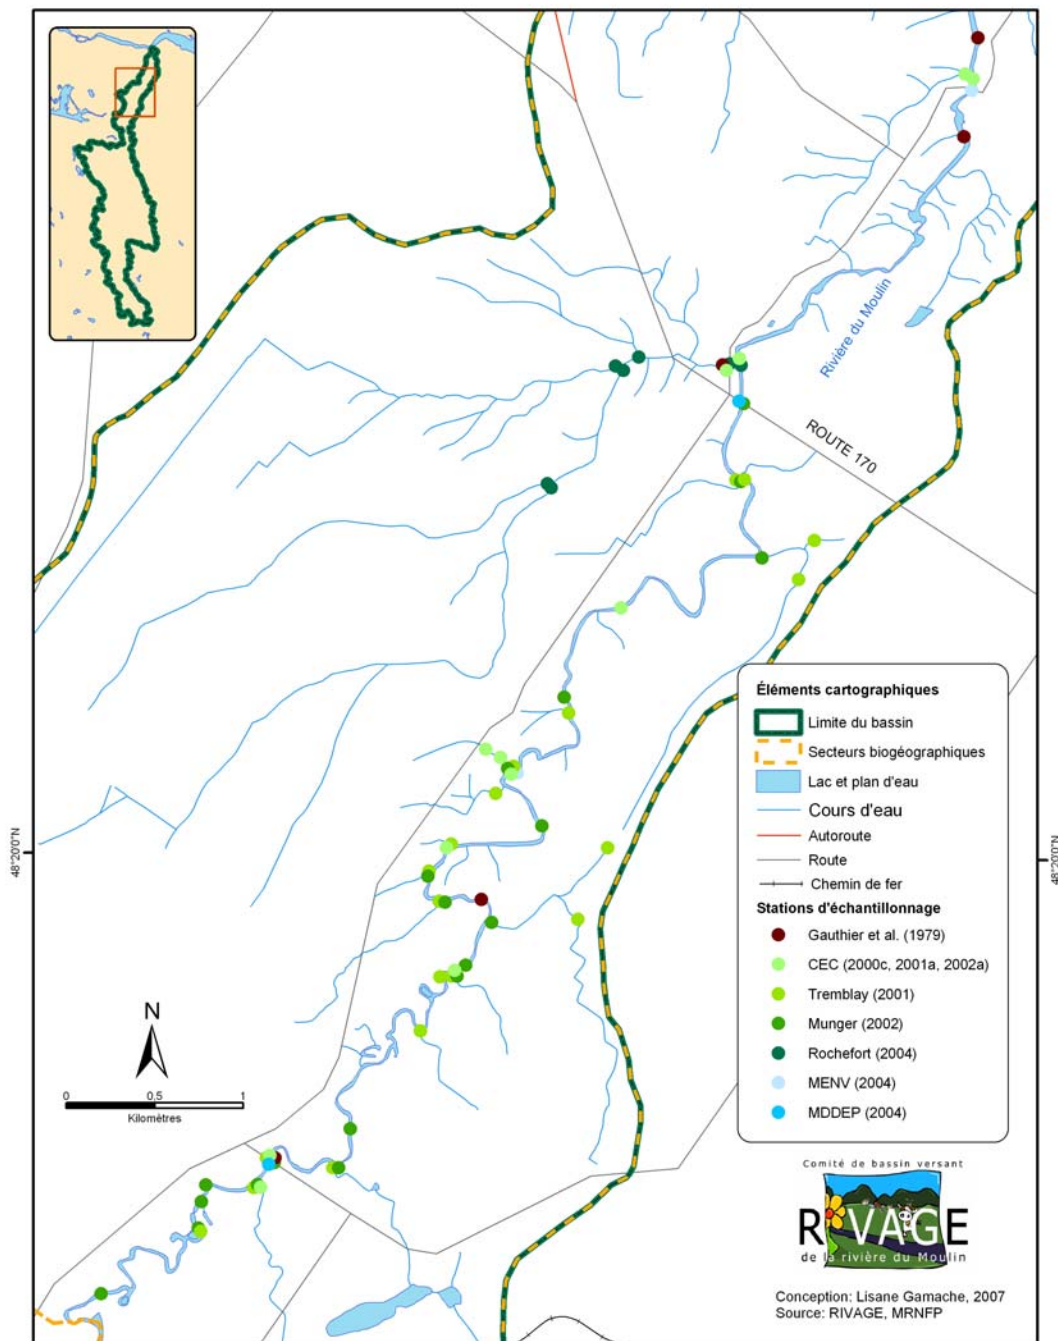 Rivière du Moulin
ROUTE 170
48°20'0"N
48°20'0"N
Éléments cartographiques
Limite du bassin
Secteurs biogéographiques
Lac et plan d'eau
Cours d'eau
Autoroute
Route
Chemin de fer
Stations d'échantillonnage
Gauthier et al. (1979)
CEC (2000c, 2001a, 2002a)
Tremblay (2001)
Munger (2002)
Rochefort (2004)
MENV (2004)
MDDEP (2004)
N
0 0,5 1
Kilomètres
Comité de bassin versant
RIVAGE
de la rivière du Moulin
Conception: Lisane Gamache, 2007
Source: RIVAGE, MRNFP